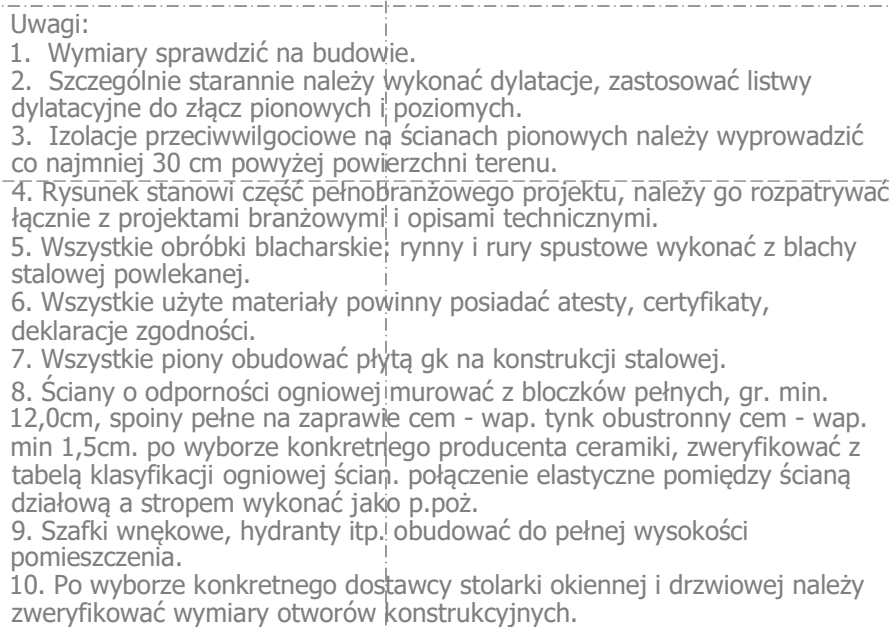 Uwagi:
1. Wymiary sprawdzić na budowie.
2. Szczególnie starannie należy wykonać dylatacje, zastosować listwy
dylatacyjne do złącz pionowych i poziomych.
3. Izolacje przeciwwilgociowe na ścianach pionowych należy wyprowadzić
co najmniej 30 cm powyżej powierzchni terenu.
4. Rysunek stanowi część pełnobranżowego projektu, należy go rozpatrywać
łącznie z projektami branżowymi i opisami technicznymi.
5. Wszystkie obróbki blacharskie: rynny i rury spustowe wykonać z blachy
stalowej powlekanej.
6. Wszystkie użyte materiały powinny posiadać atesty, certyfikaty,
deklaracje zgodności.
7. Wszystkie piony obudować płytą gk na konstrukcji stalowej.
8. Ściany o odporności ogniowej murować z bloczków pełnych, gr. min.
12,0cm, spoiny pełne na zaprawie cem - wap. tynk obustronny cem - wap.
min 1,5cm. po wyborze konkretnego producenta ceramiki, zweryfikować z
tabelą klasyfikacji ogniowej ścian. połączenie elastyczne pomiędzy ścianą
działową a stropem wykonać jako p.poż.
9. Szafki wnękowe, hydranty itp. obudować do pełnej wysokości
pomieszczenia.
10. Po wyborze konkretnego dostawcy stolarki okiennej i drzwiowej należy
zweryfikować wymiary otworów konstrukcyjnych.